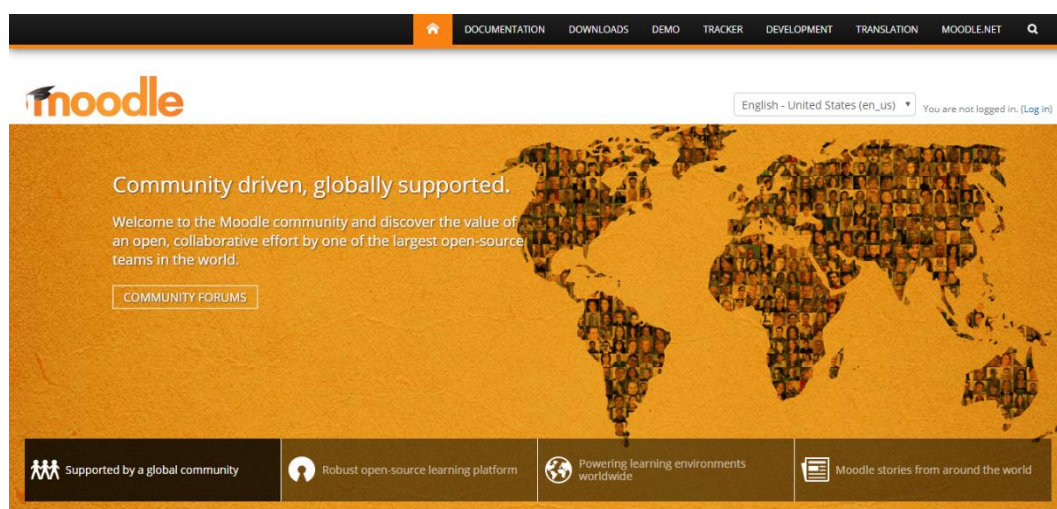 DOCUMENTATION DOWNLOADS DEMO TRACKER DEVELOPMENT TRANSLATION MOODLE.NET
moodle
English - United States (en_us)
You are not logged in. (Log in)
Community driven, globally supported.
Welcome to the Moodle community and discover the value of
an open, collaborative effort by one of the largest open-source
teams in the world.
COMMUNITY FORUMS
Supported by a global community
Robust open-source learning platform
Powering learning environments
worldwide
Moodle stories from around the world